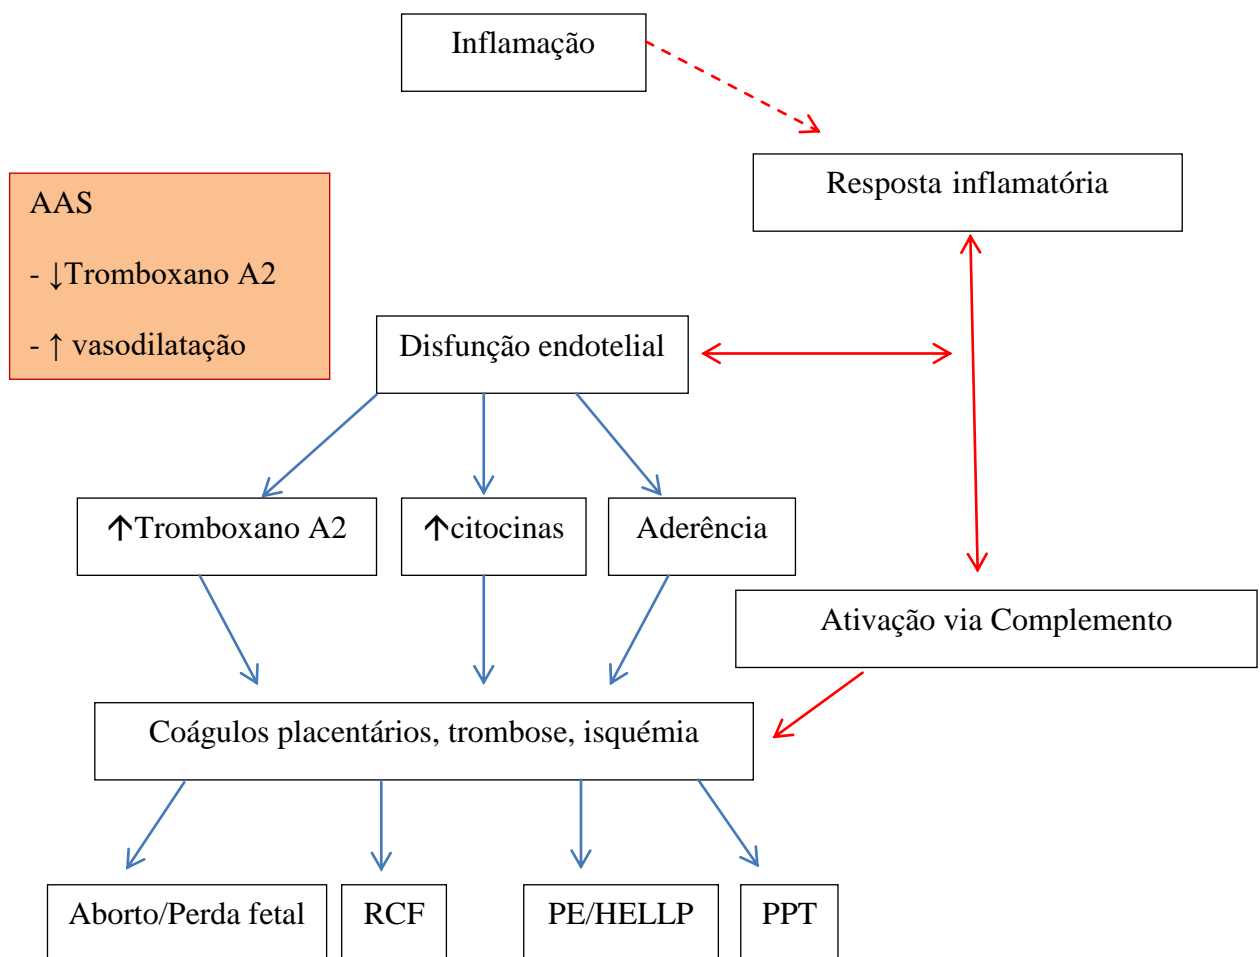 Inflamação
Resposta inflamatória
AAS
- ↓Tromboxano A2
- ↑ vasodilatação
Disfunção endotelial
↑Tromboxano A2
↑citocinas
Aderência
Ativação via Complemento
Coágulos placentários, trombose, isquémia
Aborto/Perda fetal
RCF
PE/HELLP
PPT